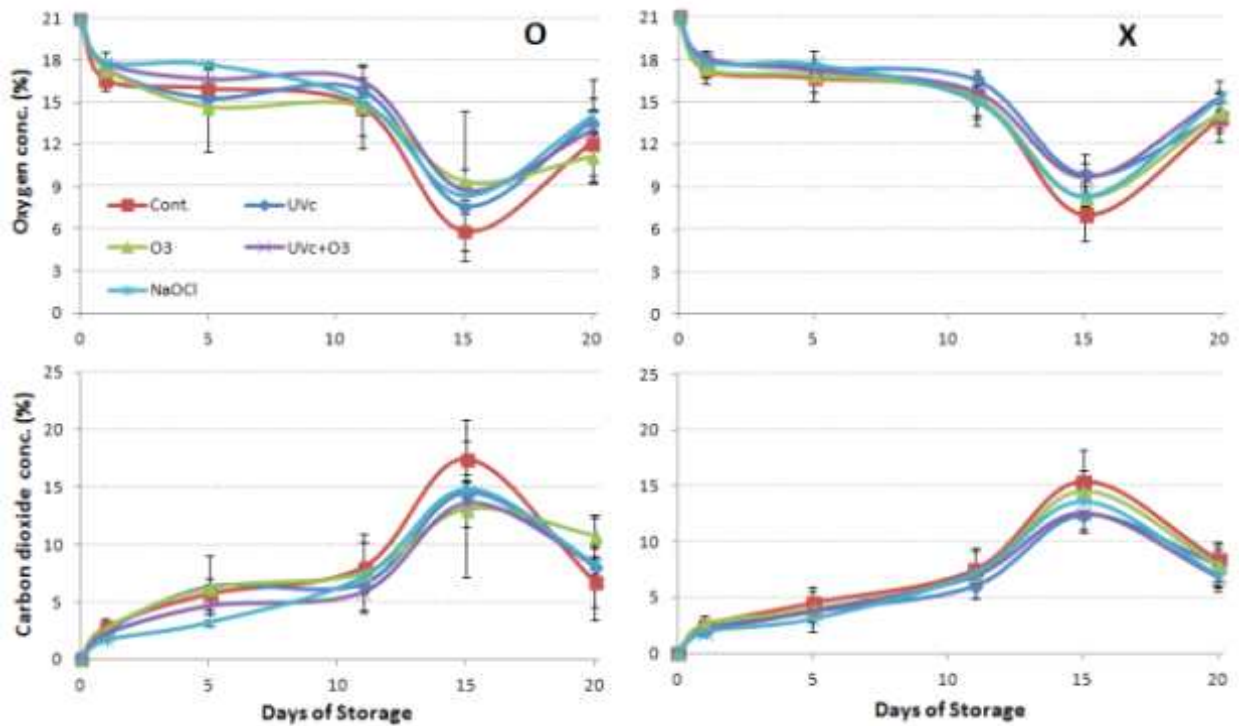 O
Oxygen conc. (%)
21
18
15
12
9
6
3
0
Cont. UVc
O3 UVc+O3
NaOCl
0 5 10 15 20
X
21
18
15
12
9
6
3
0
0 5 10 15 20
Carbon dioxide conc. (%)
25
20
15
10
5
0
0 5 10 15 20
Days of Storage
25
20
15
10
5
0
0 5 10 15 20
Days of Storage